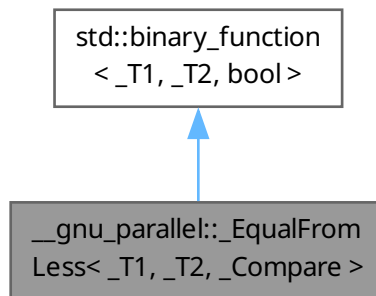 std::binary_function
< _T1, _T2, bool >
__gnu_parallel::_EqualFrom
Less< _T1, _T2, _Compare >